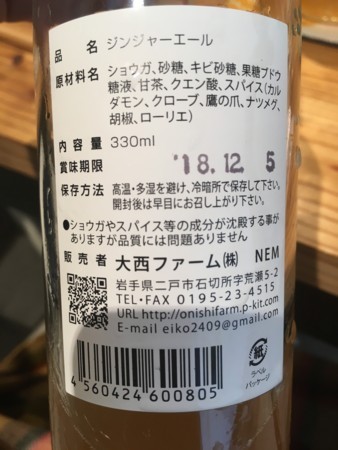 品 名 ジンジャーエール
原材料名 ショウガ、砂糖、キビ砂糖、果糖ブドウ
糖液、甘茶、クエン酸、スパイス(カル
ダモン、クローブ、鷹の爪、ナツメグ、
胡椒、ローリエ)
内 容 量 330ml
賞味期限 '18.12. 5
保存方法 高温・多湿を避け、冷暗所で保存して下さい。
開封後は早目にお召し上がり下さい。
●ショウガやスパイス等の成分が沈殿する事が
ありますが品質には問題ありません
販 売 者 大西ファーム(株) NEM
岩手県二戸市石切所字荒瀬5-2
TEL・FAX 0195-23-4515
URL http://onishifarm.p-kit.com/
E-mail eiko2409@gmail.com
4 560424 600805
紙
ラベル
パッケージ